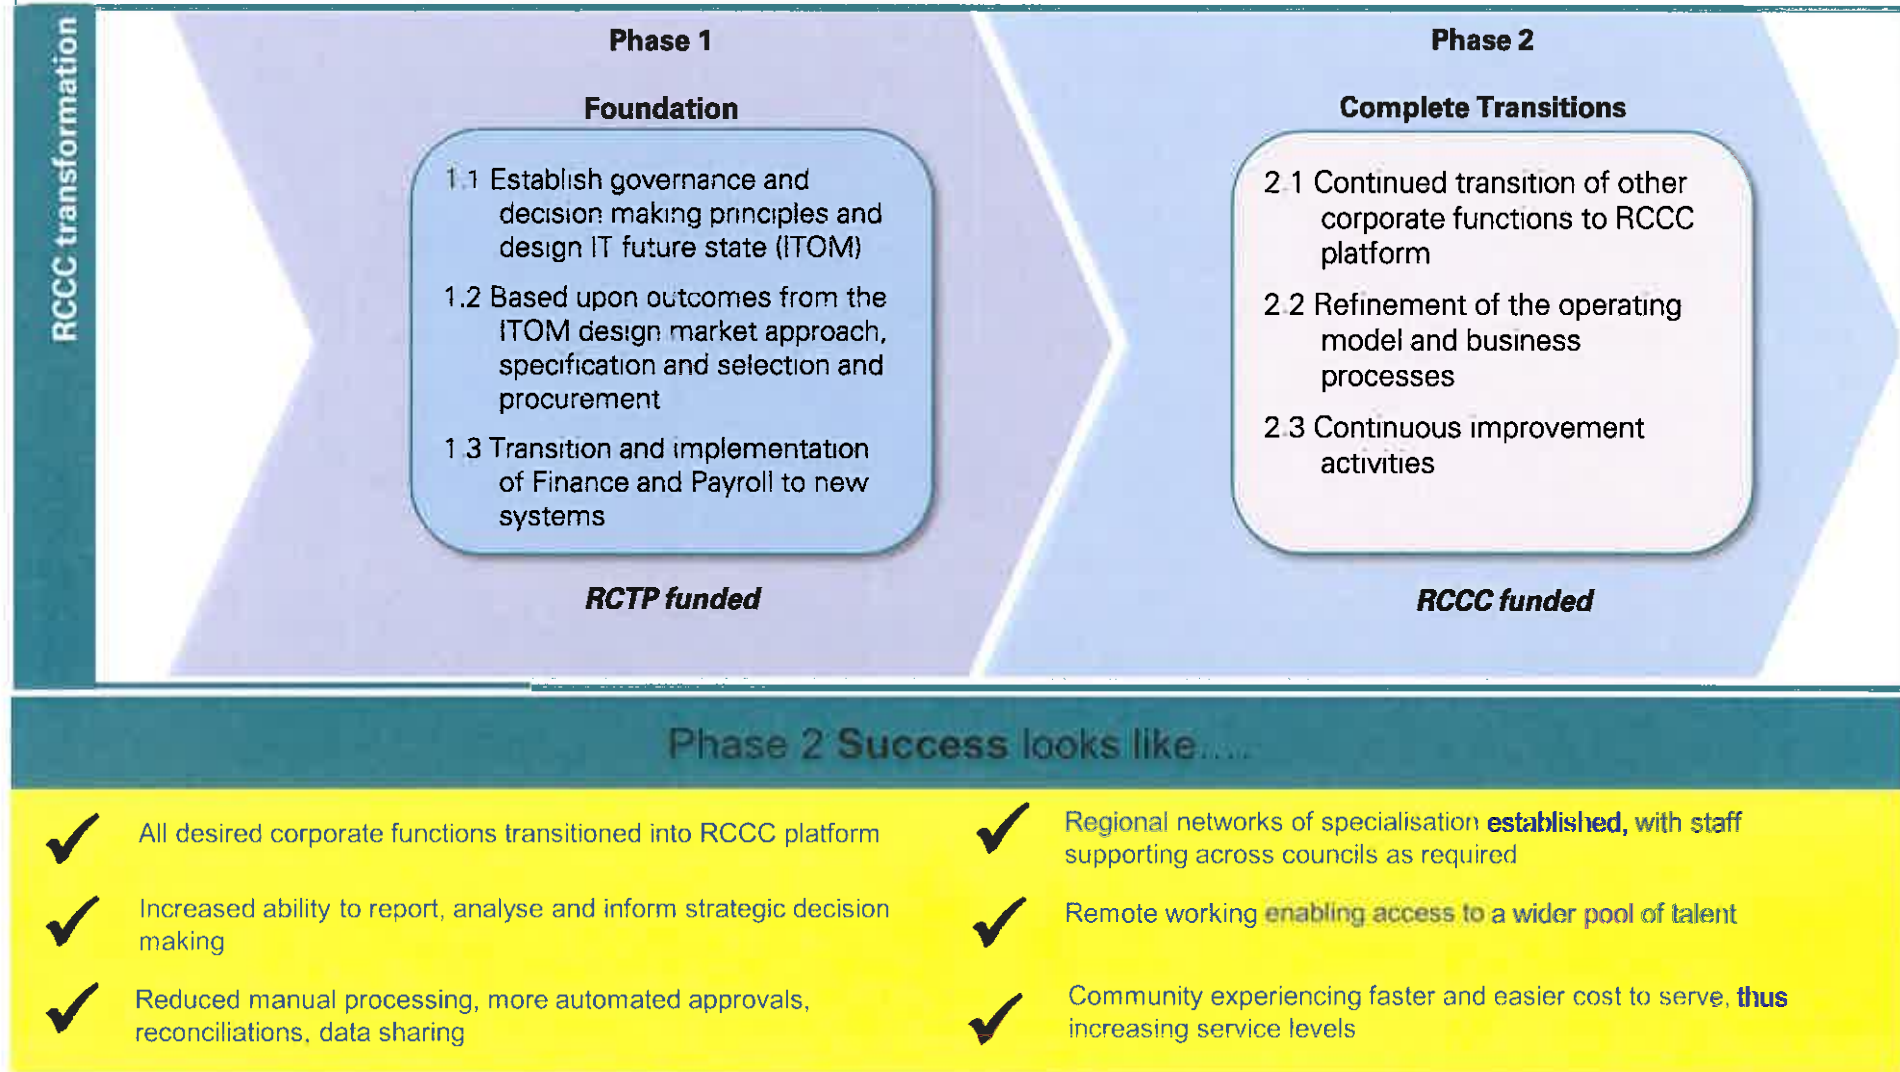 RCCC transformation
Phase 1
Foundation
1.1 Establish governance and
decision making principles and
design IT future state (ITOM)
1.2 Based upon outcomes from the
ITOM design market approach,
specification and selection and
procurement
1.3 Transition and implementation
of Finance and Payroll to new
systems
RCTP funded
Phase 2
Complete Transitions
2.1 Continued transition of other
corporate functions to RCCC
platform
2.2 Refinement of the operating
model and business
processes
2.3 Continuous improvement
activities
RCCC funded
Phase 2 Success looks like.....
All desired corporate functions transitioned into RCCC platform
Increased ability to report, analyse and inform strategic decision
making
Reduced manual processing, more automated approvals,
reconciliations, data sharing
Regional networks of specialisation established, with staff
supporting across councils as required
Remote working enabling access to a wider pool of talent
Community experiencing faster and easier cost to serve, thus
increasing service levels